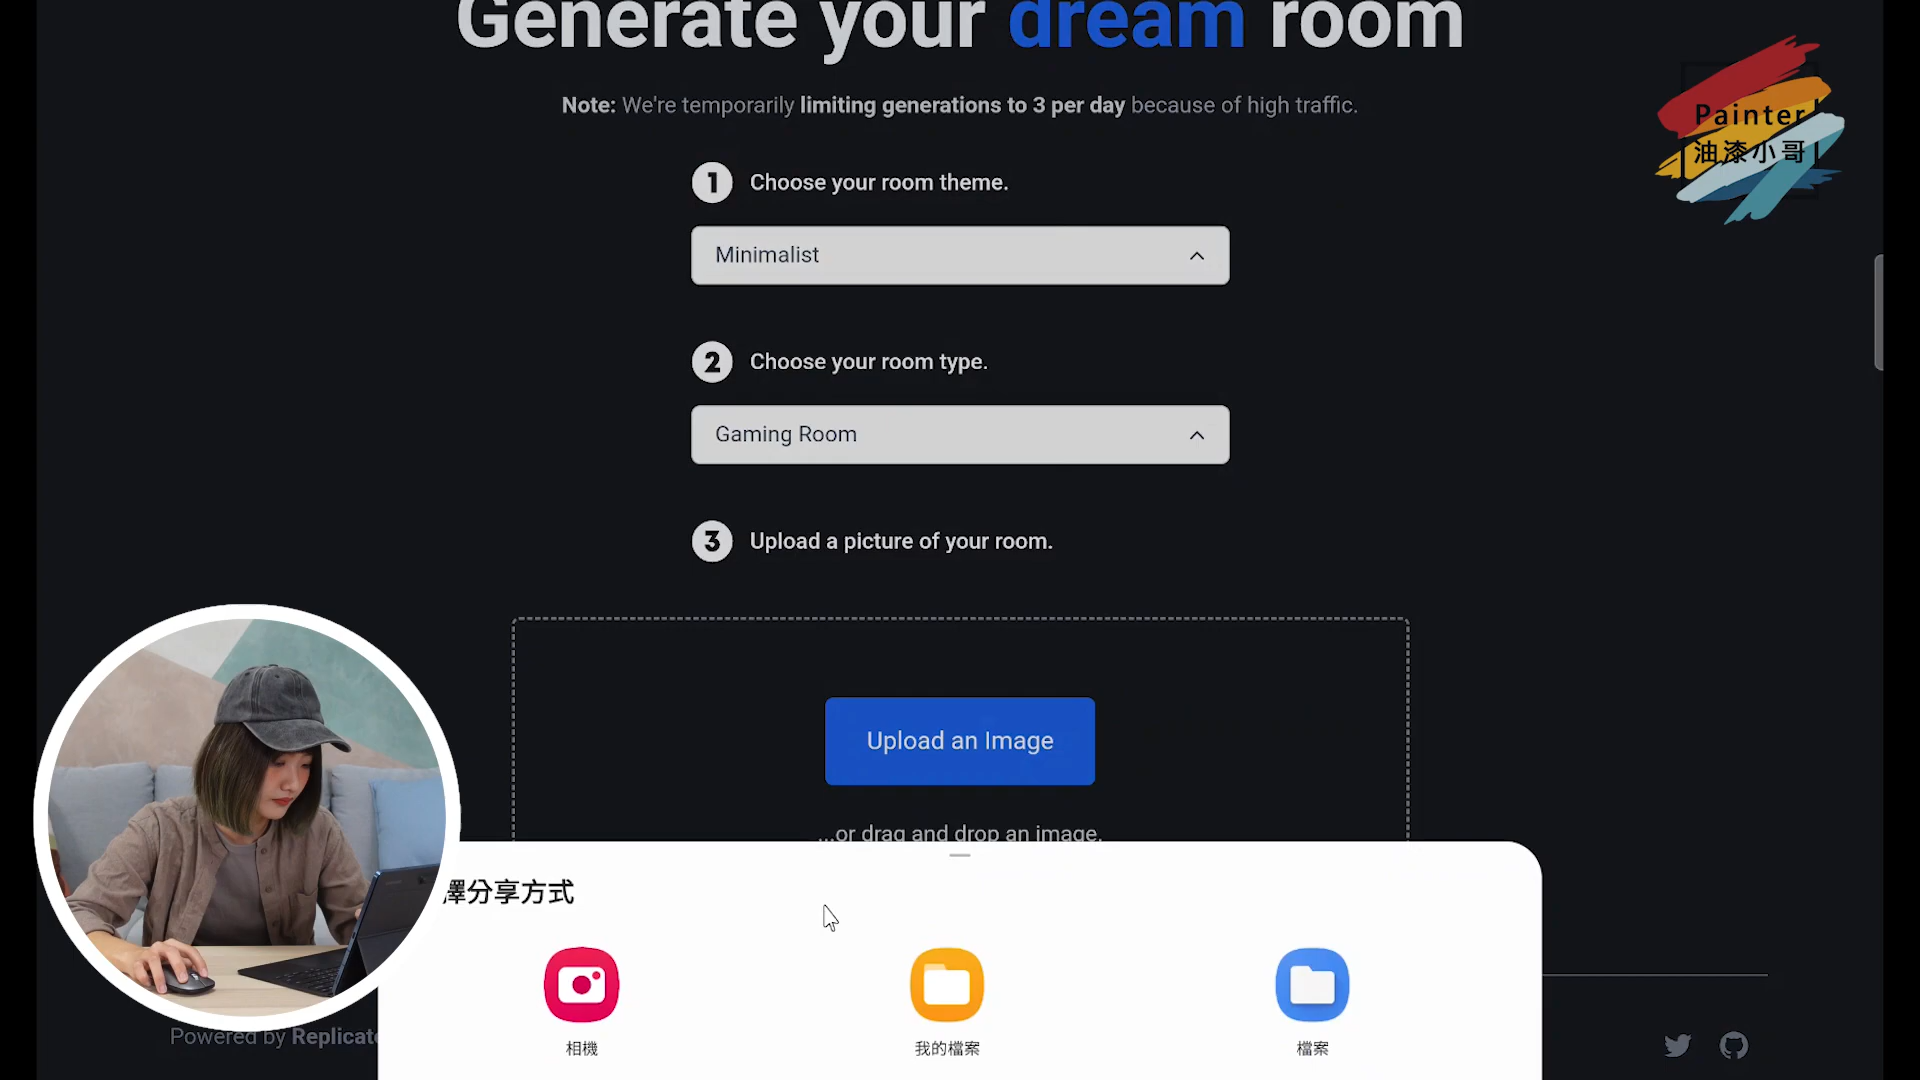 Generate your dream room
Note: We're temporarily limiting generations to 3 per day because of high traffic.
Painter
油漆小哥
1 Choose your room theme.
Minimalist
2 Choose your room type.
Gaming Room
3 Upload a picture of your room.
Upload an Image
...or drag and drop an image.
擇分享方式
相機
我的檔案
檔案
Powered by Replicate